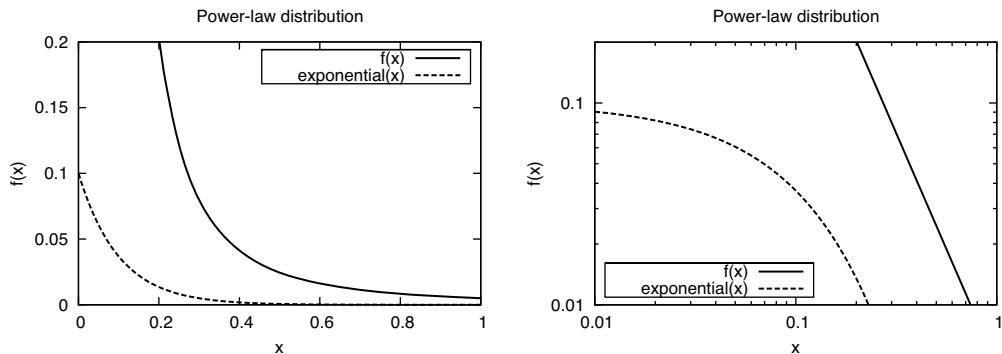 Power-law distribution
0.2
0.15
0.1
0.05
0
f(x)
f(x)
exponential(x)
0
0.2
0.4
0.6
0.8
1
x
Power-law distribution
0.1
0.01
f(x)
f(x)
exponential(x)
0.01
0.1
1
x